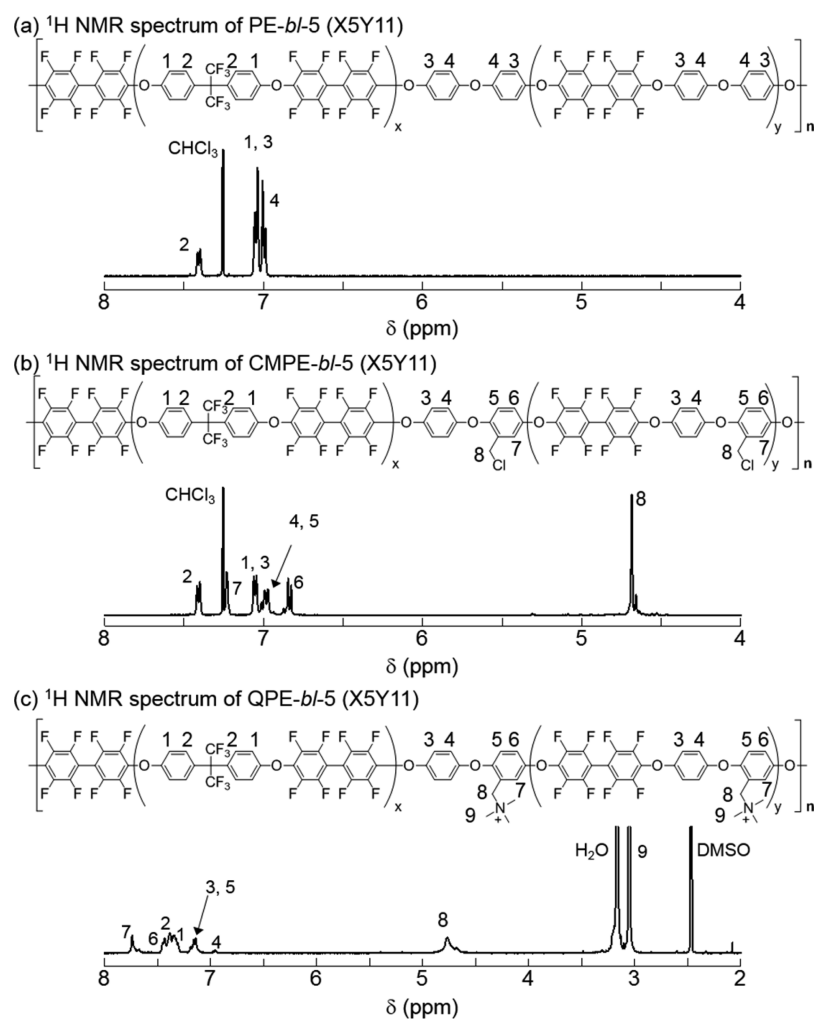 (a) ¹H NMR spectrum of PE-bl-5 (X5Y11)
F F F F 1 2 CF₃ 2 1 F F F F 3 4 4 3 F F F F 3 4 4 3
O O O O O O O
F F F F CF₃ F F F F x F F F F y n
CHCl₃ 1, 3
4
2
8 7 6 5 4
δ (ppm)
(b) ¹H NMR spectrum of CMPE-bl-5 (X5Y11)
F F F F 1 2 CF₃ 2 1 F F F F 3 4 5 6 F F F F 3 4 5 6
O O O O O O O
F F F F CF₃ F F F F x 8 Cl 7 F F F F 8 Cl 7 y n
CHCl₃
4, 5
8
2 7 1, 3 6
8 7 6 5 4
δ (ppm)
(c) ¹H NMR spectrum of QPE-bl-5 (X5Y11)
F F F F 1 2 CF₃ 2 1 F F F F 3 4 5 6 F F F F 3 4 5 6
O O O O O O O
F F F F CF₃ F F F F x 8 7 F F F F 8 7 y n
9 N+ 9 N+
H₂O 9 DMSO
3, 5
7 6 2 1 4 8
8 7 6 5 4 3 2
δ (ppm)